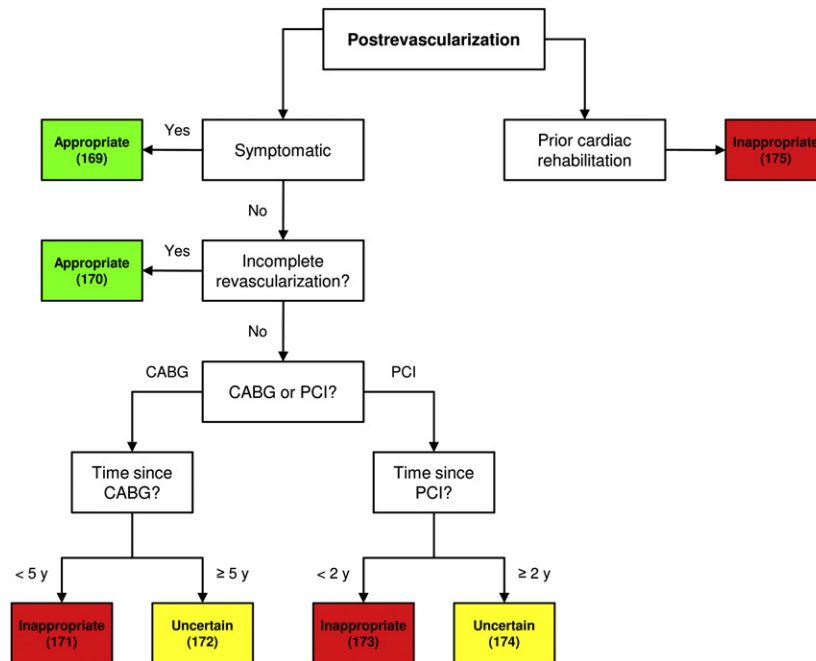 Postrevascularization
Yes
Appropriate
(169)
Symptomatic
Prior cardiac
rehabilitation
Inappropriate
(175)
No
Yes
Appropriate
(170)
Incomplete
revascularization?
No
CABG
CABG or PCI?
PCI
Time since
CABG?
Time since
PCI?
< 5 y
≥ 5 y
< 2 y
≥ 2 y
Inappropriate
(171)
Uncertain
(172)
Inappropriate
(173)
Uncertain
(174)